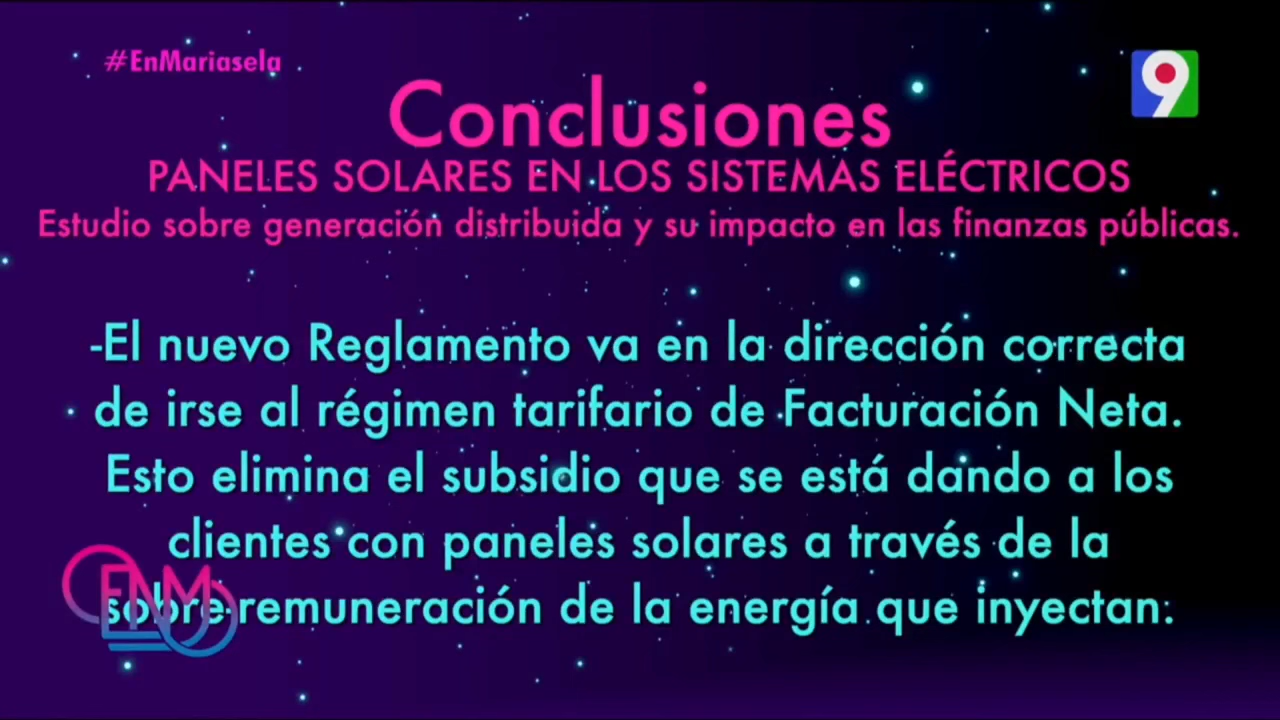 #EnMariasela
9
Conclusiones
PANELES SOLARES EN LOS SISTEMAS ELÉCTRICOS
Estudio sobre generación distribuida y su impacto en las finanzas públicas.
-El nuevo Reglamento va en la dirección correcta
de irse al régimen tarifario de Facturación Neta.
Esto elimina el subsidio que se está dando a los
clientes con paneles solares a través de la
sobre-remuneración de la energía que inyectan.
ENM